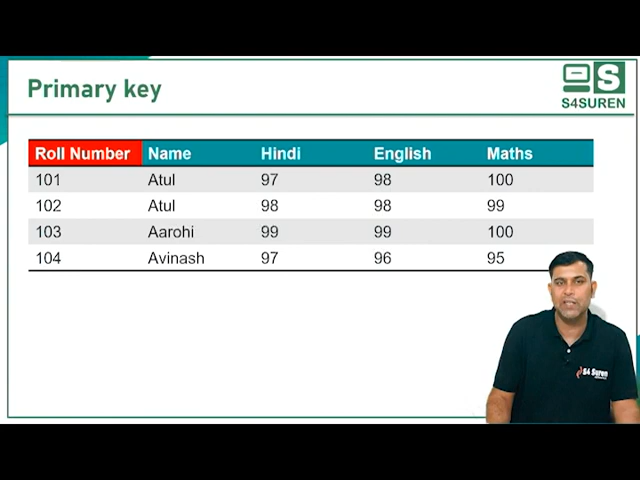 Primary key
S
S4SUREN
Roll Number Name Hindi English Maths
101 Atul 97 98 100
102 Atul 98 98 99
103 Aarohi 99 99 100
104 Avinash 97 96 95
S4 Suren